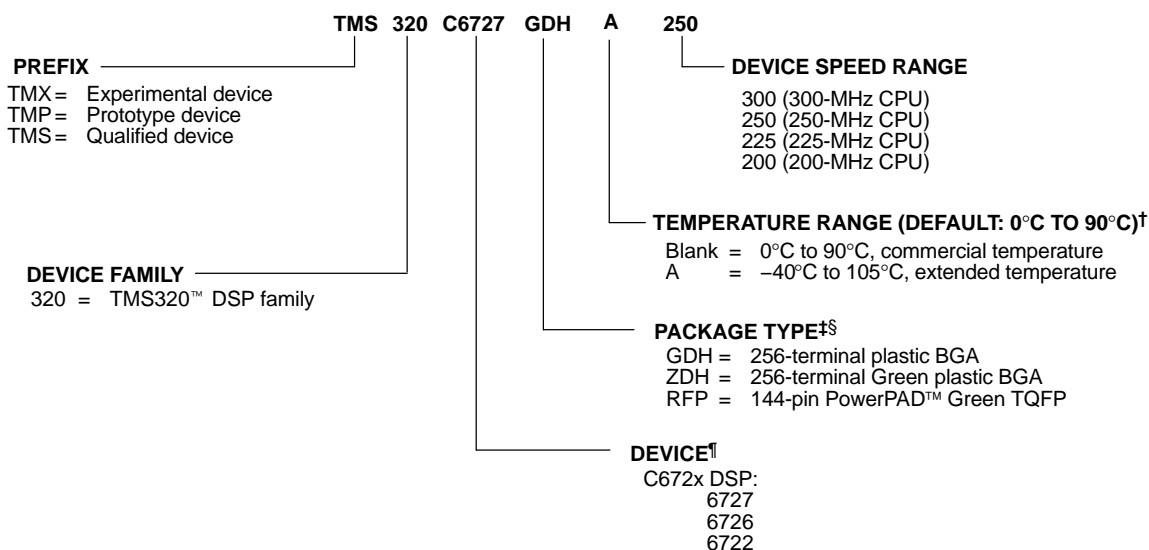 TMS 320 C6727 GDH A 250
PREFIX
TMX = Experimental device
TMP = Prototype device
TMS = Qualified device
DEVICE SPEED RANGE
300 (300-MHz CPU)
250 (250-MHz CPU)
225 (225-MHz CPU)
200 (200-MHz CPU)
TEMPERATURE RANGE (DEFAULT: 0°C TO 90°C)†
Blank = 0°C to 90°C, commercial temperature
A = –40°C to 105°C, extended temperature
DEVICE FAMILY
320 = TMS320™ DSP family
PACKAGE TYPE‡§
GDH = 256-terminal plastic BGA
ZDH = 256-terminal Green plastic BGA
RFP = 144-pin PowerPAD™ Green TQFP
DEVICE¶
C672x DSP:
6727
6726
6722